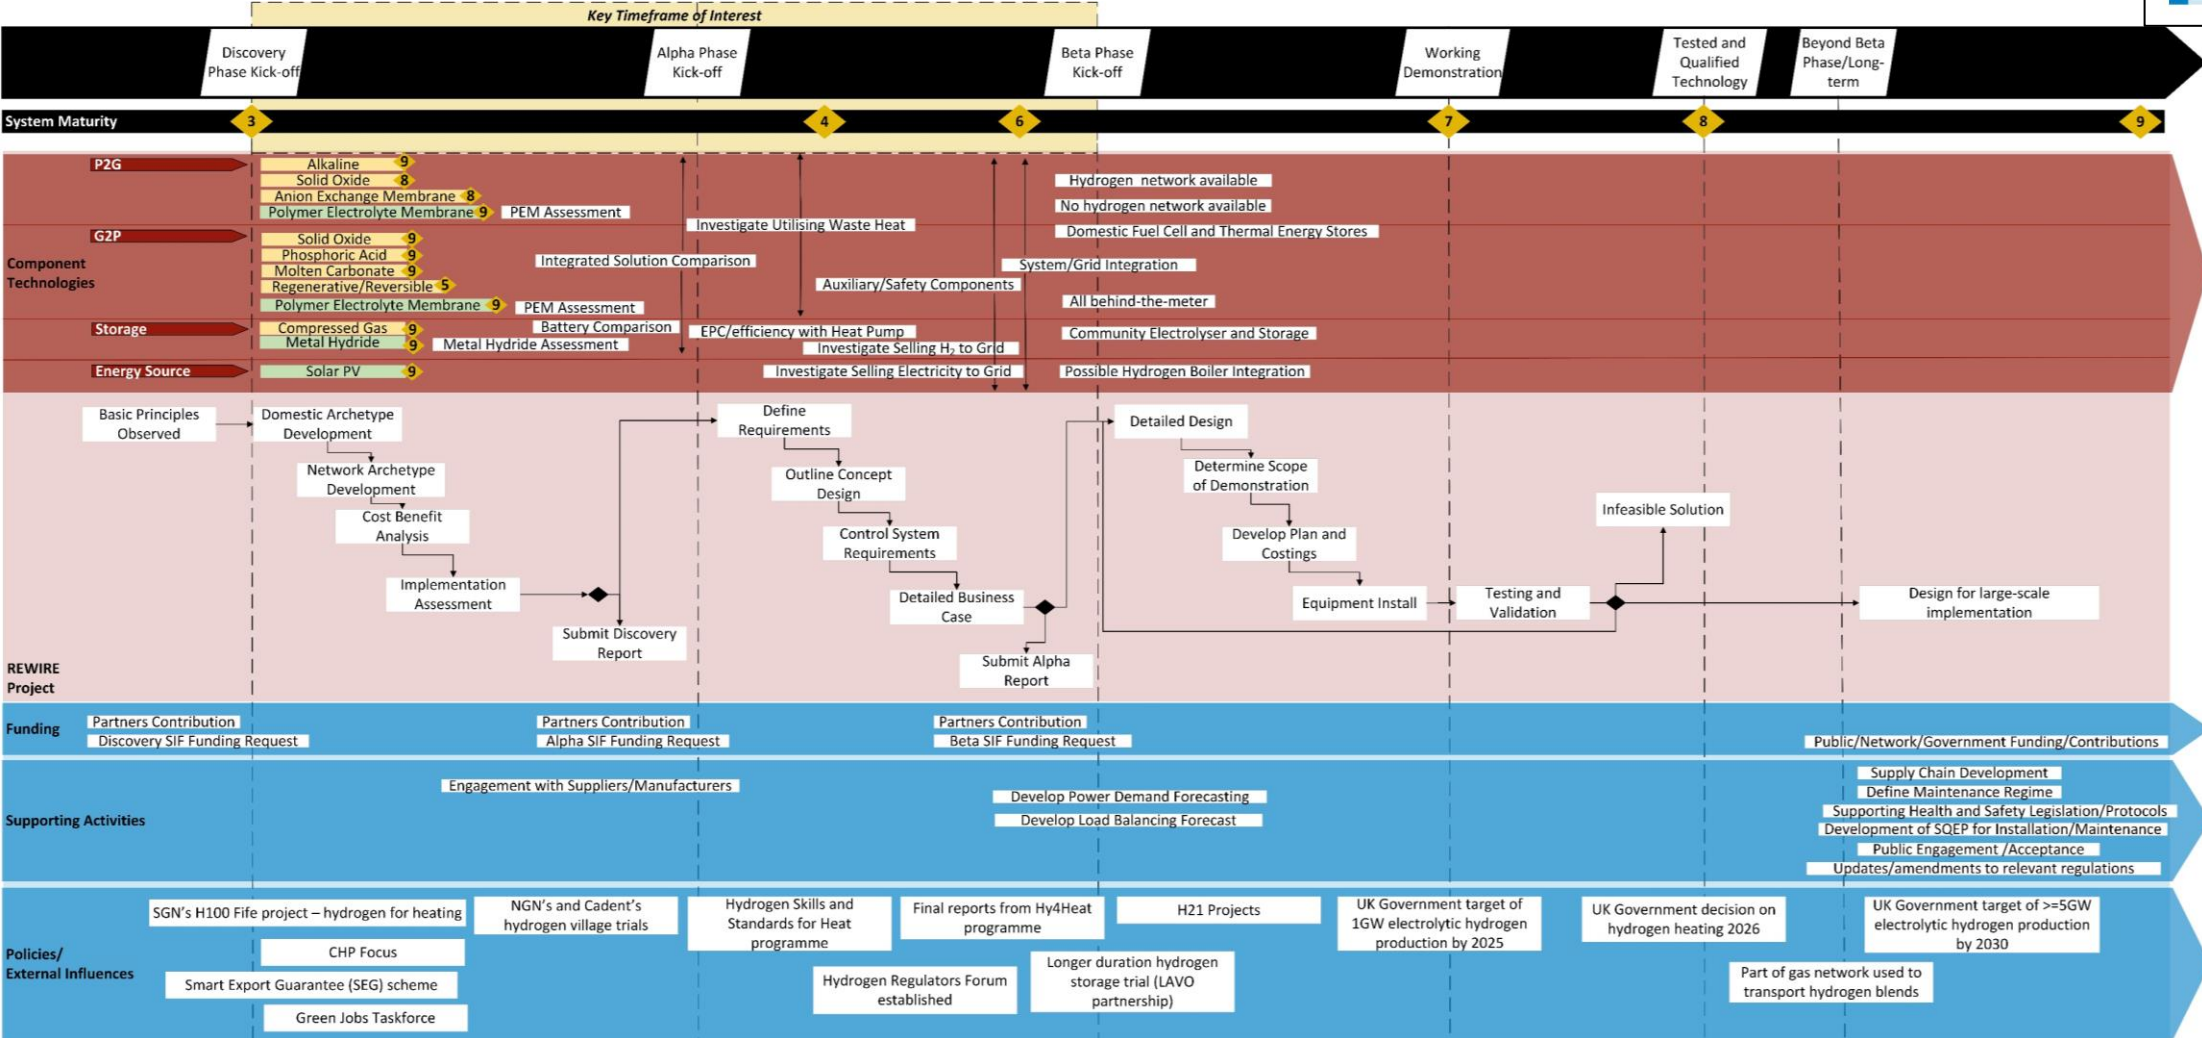 Key Timeframe of Interest
Discovery
Phase Kick-off
Alpha Phase
Kick-off
Beta Phase
Kick-off
Working
Demonstration
Tested and
Qualified
Technology
Beyond Beta
Phase/Long-
term
System Maturity
3
4
6
7
8
9
Component
Technologies
P2G
Alkaline
9
Solid Oxide
8
Anion Exchange Membrane
8
Polymer Electrolyte Membrane
9
PEM Assessment
G2P
Solid Oxide
9
Phosphoric Acid
9
Molten Carbonate
9
Regenerative/Reversible
5
Polymer Electrolyte Membrane
9
PEM Assessment
Storage
Compressed Gas
9
Metal Hydride
9
Metal Hydride Assessment
Battery Comparison
Energy Source
Solar PV
9
Integrated Solution Comparison
Investigate Utilising Waste Heat
Auxiliary/Safety Components
EPC/efficiency with Heat Pump
Investigate Selling H₂ to Grid
Investigate Selling Electricity to Grid
System/Grid Integration
Hydrogen network available
No hydrogen network available
Domestic Fuel Cell and Thermal Energy Stores
All behind-the-meter
Community Electrolyser and Storage
Possible Hydrogen Boiler Integration
REWIRE
Project
Basic Principles
Observed
Domestic Archetype
Development
Network Archetype
Development
Cost Benefit
Analysis
Implementation
Assessment
Submit Discovery
Report
Define
Requirements
Outline Concept
Design
Control System
Requirements
Detailed Business
Case
Submit Alpha
Report
Detailed Design
Determine Scope
of Demonstration
Develop Plan and
Costings
Equipment Install
Testing and
Validation
Infeasible Solution
Design for large-scale
implementation
Funding
Partners Contribution
Discovery SIF Funding Request
Partners Contribution
Alpha SIF Funding Request
Partners Contribution
Beta SIF Funding Request
Public/Network/Government Funding/Contributions
Supporting Activities
Engagement with Suppliers/Manufacturers
Develop Power Demand Forecasting
Develop Load Balancing Forecast
Supply Chain Development
Define Maintenance Regime
Supporting Health and Safety Legislation/Protocols
Development of SQEP for Installation/Maintenance
Public Engagement /Acceptance
Updates/amendments to relevant regulations
Policies/
External Influences
SGN's H100 Fife project – hydrogen for heating
CHP Focus
Smart Export Guarantee (SEG) scheme
Green Jobs Taskforce
NGN's and Cadent's
hydrogen village trials
Hydrogen Skills and
Standards for Heat
programme
Hydrogen Regulators Forum
established
Final reports from Hy4Heat
programme
Longer duration hydrogen
storage trial (LAVO
partnership)
H21 Projects
UK Government target of
1GW electrolytic hydrogen
production by 2025
UK Government decision on
hydrogen heating 2026
Part of gas network used to
transport hydrogen blends
UK Government target of >=5GW
electrolytic hydrogen production
by 2030